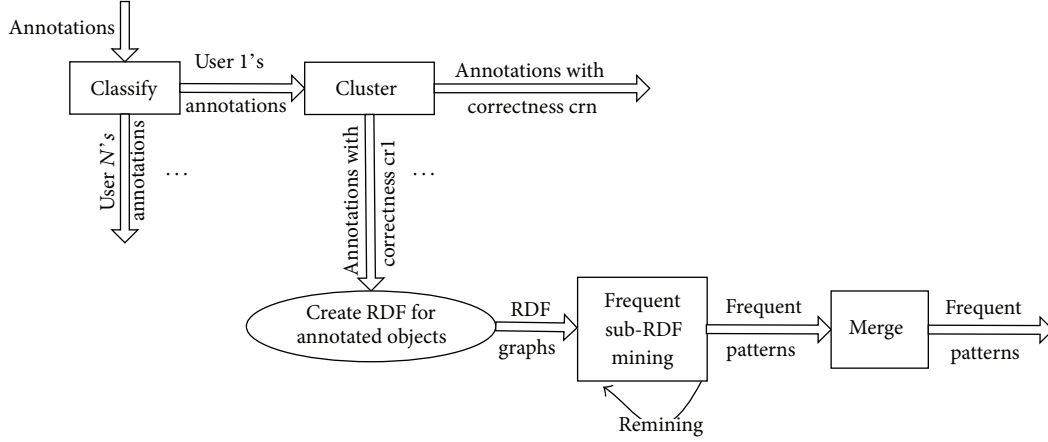 Annotations
Classify
User 1's
annotations
Cluster
Annotations with
correctness crn
User N's
annotations
...
Annotations with
correctness cr1
...
Create RDF for
annotated objects
RDF
graphs
Frequent
sub-RDF
mining
Remining
Frequent
patterns
Merge
Frequent
patterns